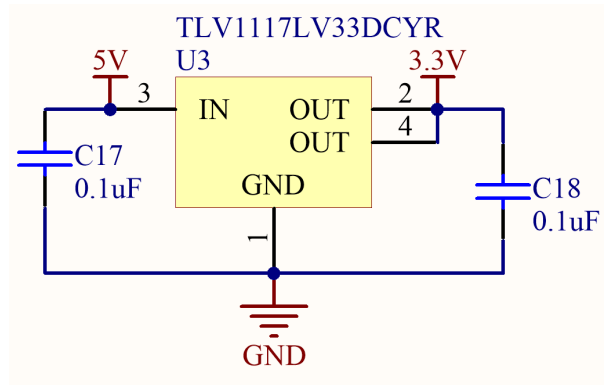 TLV1117LV33DCYR
5V
U3
3.3V
3
IN
OUT
2
OUT
4
C17
0.1uF
GND
C18
0.1uF
1
GND